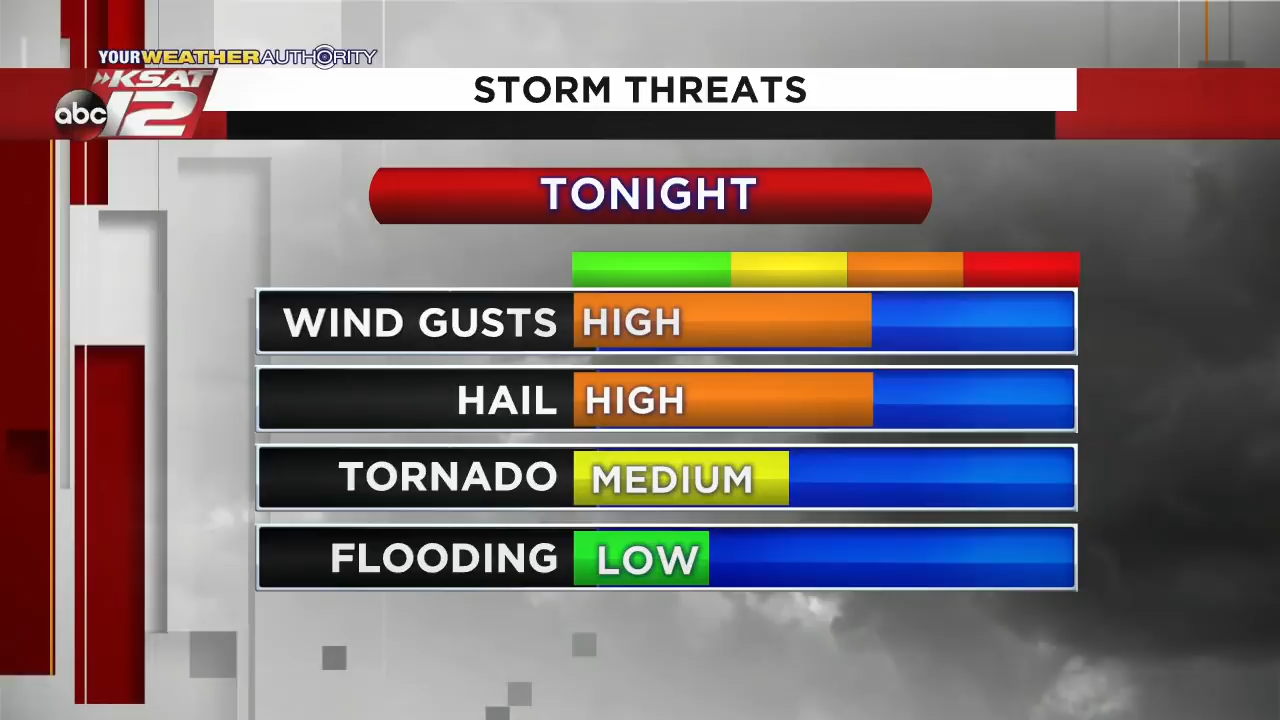 YOURWEATHERAUTHORITY
KSAT
abc 12
STORM THREATS
TONIGHT
WIND GUSTS HIGH
HAIL HIGH
TORNADO MEDIUM
FLOODING LOW